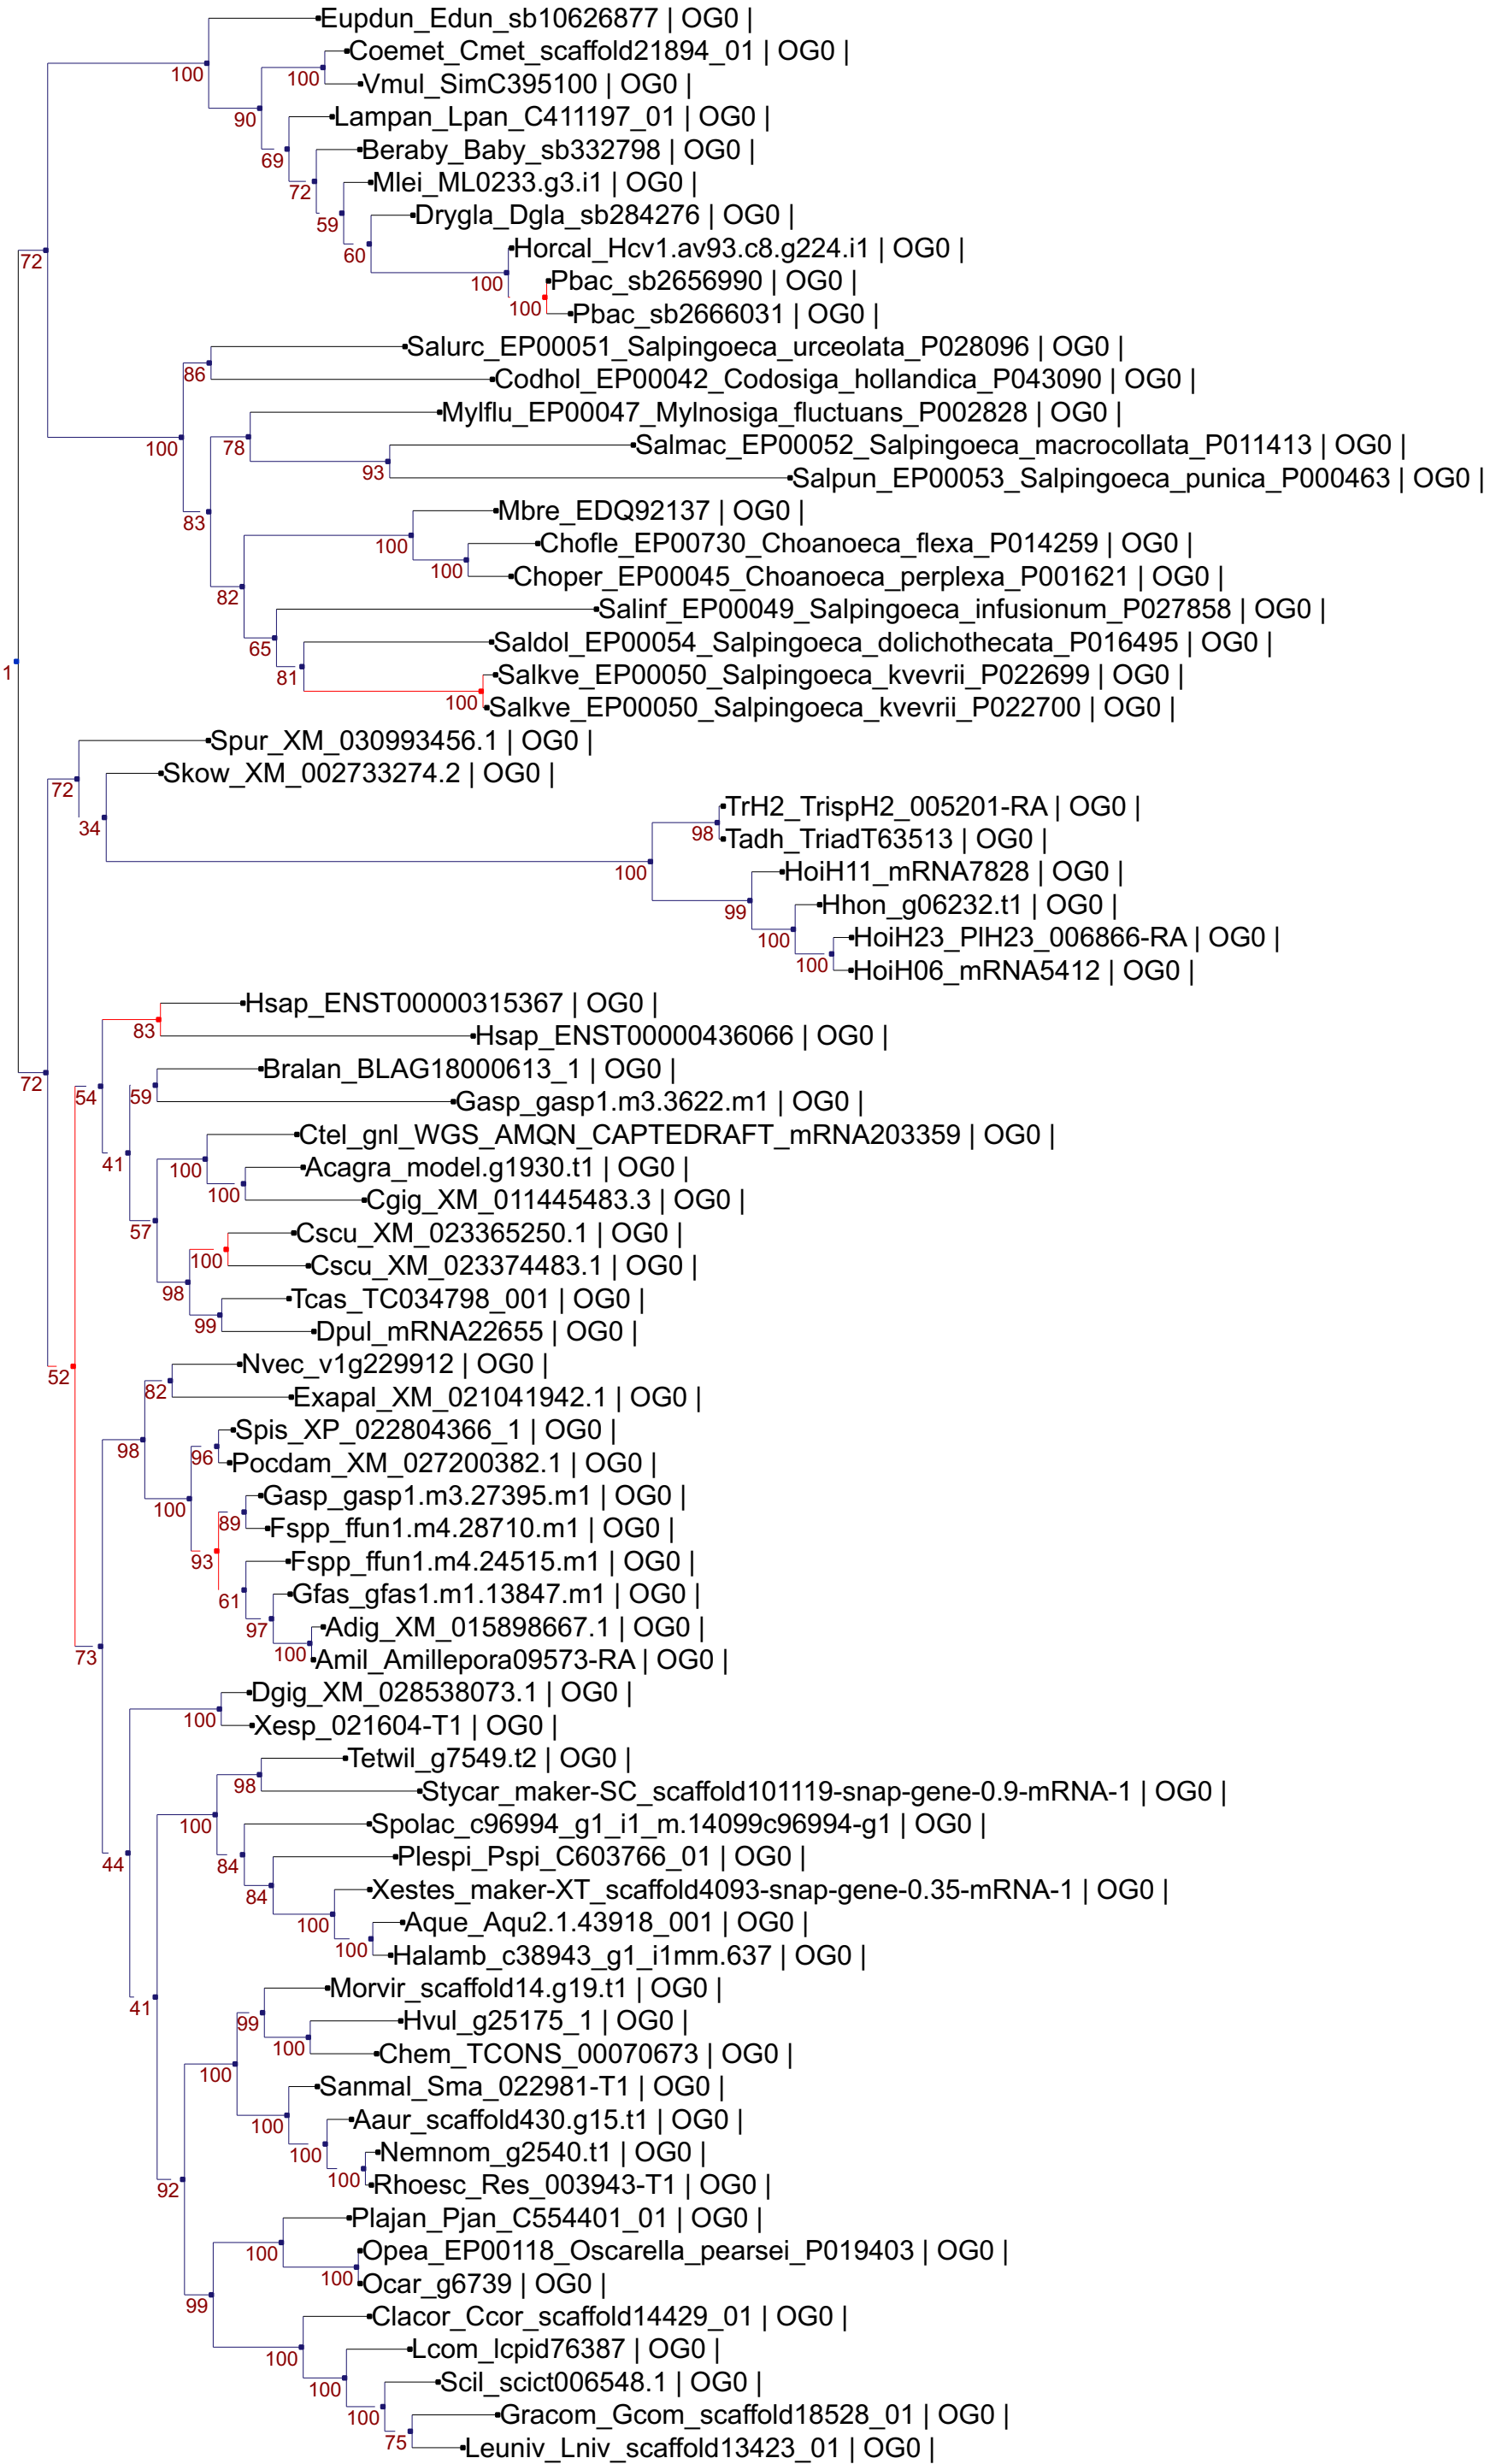 Eupdun_Edun_sb10626877 | OG0 |
Coemet_Cmet_scaffold21894_01 | OG0 |
100
100
Vmul_SimC395100 | OG0 |
Lampan_Lpan_C411197_01 | OG0 |
90
Beraby_Baby_sb332798 | OG0 |
69
Mlei_ML0233.g3.i1 | OG0 |
72
Drygla_Dgla_sb284276 | OG0 |
59
Horcal_Hcv1.av93.c8.g224.i1 | OG0 |
60
72
Pbac_sb2656990 | OG0 |
100
100
Pbac_sb2666031 | OG0 |
Salurc_EP00051_Salpingoeca_urceolata_P028096 | OG0 |
86
Codhol_EP00042_Codosiga_hollandica_P043090 | OG0 |
Mylflu_EP00047_Mylnosiga_fluctuans_P002828 | OG0 |
100
78
Salmac_EP00052_Salpingoeca_macrocollata_P011413 | OG0 |
93
Salpun_EP00053_Salpingoeca_punica_P000463 | OG0 |
83
Mbre_EDQ92137 | OG0 |
100
Chofle_EP00730_Choanoeca_flexa_P014259 | OG0 |
100
Choper_EP00045_Choanoeca_perplexa_P001621 | OG0 |
82
Salinf_EP00049_Salpingoeca_infusionum_P027858 | OG0 |
65
Saldol_EP00054_Salpingoeca_dolichothecata_P016495 | OG0 |
1
81
Salkve_EP00050_Salpingoeca_kvevrii_P022699 | OG0 |
100
Salkve_EP00050_Salpingoeca_kvevrii_P022700 | OG0 |
Spur_XM_030993456.1 | OG0 |
72
Skow_XM_002733274.2 | OG0 |
34
TrH2_TrispH2_005201-RA | OG0 |
98
Tadh_TriadT63513 | OG0 |
100
HoiH11_mRNA7828 | OG0 |
99
Hhon_g06232.t1 | OG0 |
100
HoiH23_PlH23_006866-RA | OG0 |
100
HoiH06_mRNA5412 | OG0 |
Hsap_ENST00000315367 | OG0 |
83
Hsap_ENST00000436066 | OG0 |
72
Bralan_BLAG18000613_1 | OG0 |
54
59
Gasp_gasp1.m3.3622.m1 | OG0 |
Ctel_gnl_WGS_AMQN_CAPTEDRAFT_mRNA203359 | OG0 |
41
100
Acagra_model.g1930.t1 | OG0 |
100
Cgig_XM_011445483.3 | OG0 |
57
Cscu_XM_023365250.1 | OG0 |
100
Cscu_XM_023374483.1 | OG0 |
98
Tcas_TC034798_001 | OG0 |
99
Dpul_mRNA22655 | OG0 |
52
Nvec_v1g229912 | OG0 |
82
Exapal_XM_021041942.1 | OG0 |
98
Spis_XP_022804366_1 | OG0 |
96
Pocdam_XM_027200382.1 | OG0 |
100
Gasp_gasp1.m3.27395.m1 | OG0 |
89
Fspp_ffun1.m4.28710.m1 | OG0 |
93
Fspp_ffun1.m4.24515.m1 | OG0 |
61
Gfas_gfas1.m1.13847.m1 | OG0 |
97
Adig_XM_015898667.1 | OG0 |
73
100
Amil_Amillepora09573-RA | OG0 |
Dgig_XM_028538073.1 | OG0 |
100
Xesp_021604-T1 | OG0 |
Tetwil_g7549.t2 | OG0 |
98
Stycar_maker-SC_scaffold101119-snap-gene-0.9-mRNA-1 | OG0 |
100
Spolac_c96994_g1_i1_m.14099c96994-g1 | OG0 |
44
84
Plespi_Pspi_C603766_01 | OG0 |
84
Xestes_maker-XT_scaffold4093-snap-gene-0.35-mRNA-1 | OG0 |
100
Aque_Aqu2.1.43918_001 | OG0 |
100
Halamb_c38943_g1_i1mm.637 | OG0 |
Morvir_scaffold14.g19.t1 | OG0 |
41
99
Hvul_g25175_1 | OG0 |
100
Chem_TCONS_00070673 | OG0 |
100
Sanmal_Sma_022981-T1 | OG0 |
100
Aaur_scaffold430.g15.t1 | OG0 |
100
Nemnom_g2540.t1 | OG0 |
100
Rhoesc_Res_003943-T1 | OG0 |
92
Plajan_Pjan_C554401_01 | OG0 |
100
Opea_EP00118_Oscarella_pearsei_P019403 | OG0 |
100
Ocar_g6739 | OG0 |
99
Clacor_Ccor_scaffold14429_01 | OG0 |
100
Lcom_lcpid76387 | OG0 |
100
Scil_scict006548.1 | OG0 |
100
Gracom_Gcom_scaffold18528_01 | OG0 |
75
Leuniv_Lniv_scaffold13423_01 | OG0 |